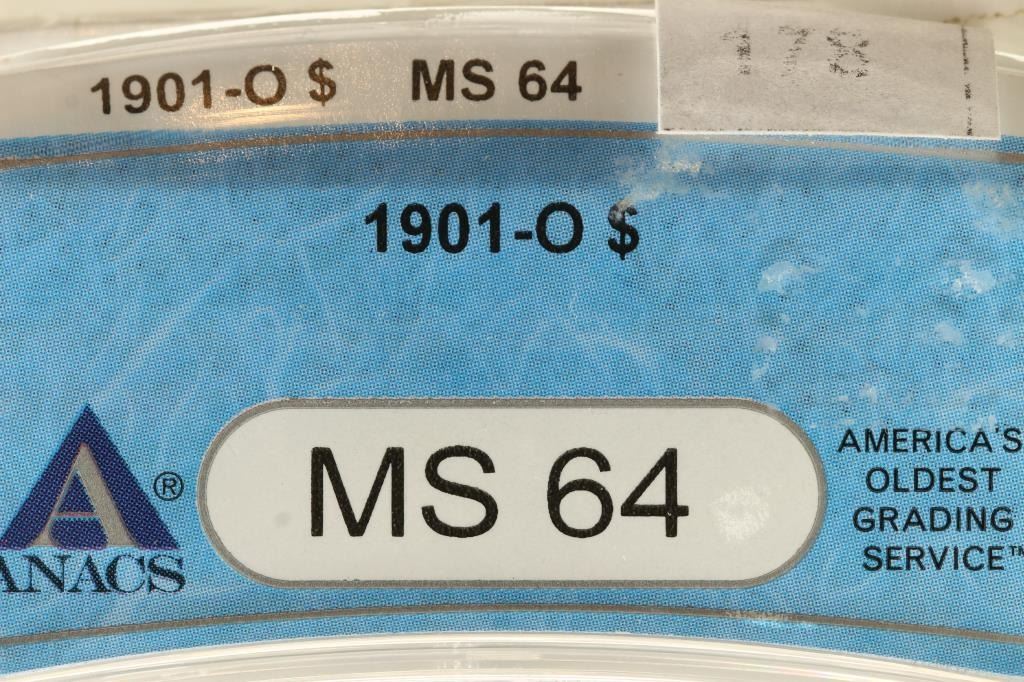 1901-O $ MS 64
178
1901-O $
MS 64
A®
ANACS
AMERICA'S
OLDEST
GRADING
SERVICE™